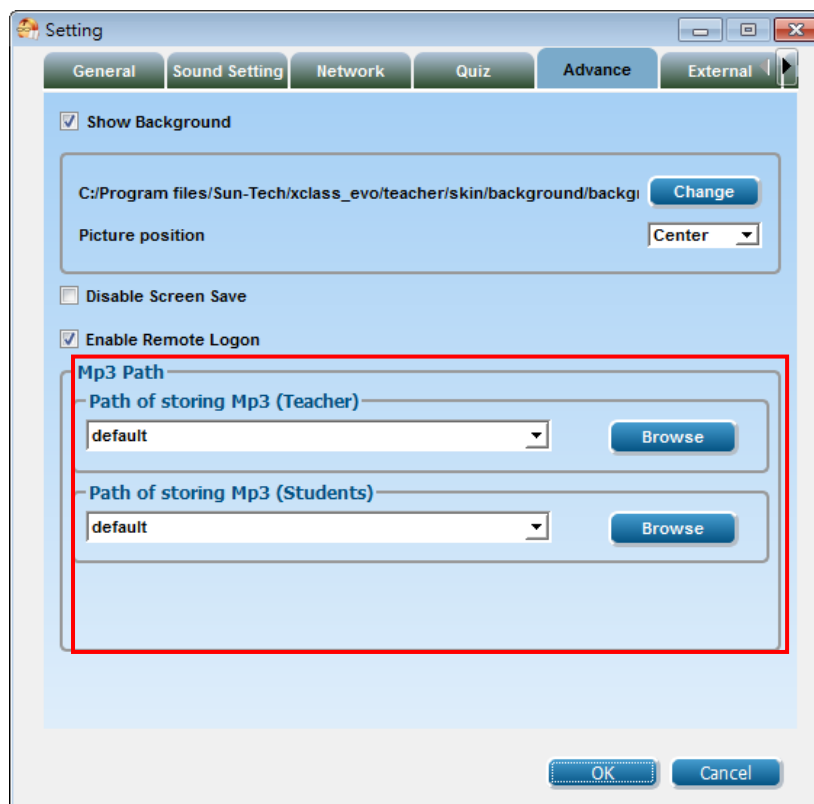 Setting
General Sound Setting Network Quiz Advance External
Show Background
C:/Program files/Sun-Tech/xclass_evo/teacher/skin/background/backgr Change
Picture position Center
Disable Screen Save
Enable Remote Logon
Mp3 Path
Path of storing Mp3 (Teacher)
default Browse
Path of storing Mp3 (Students)
default Browse
OK Cancel